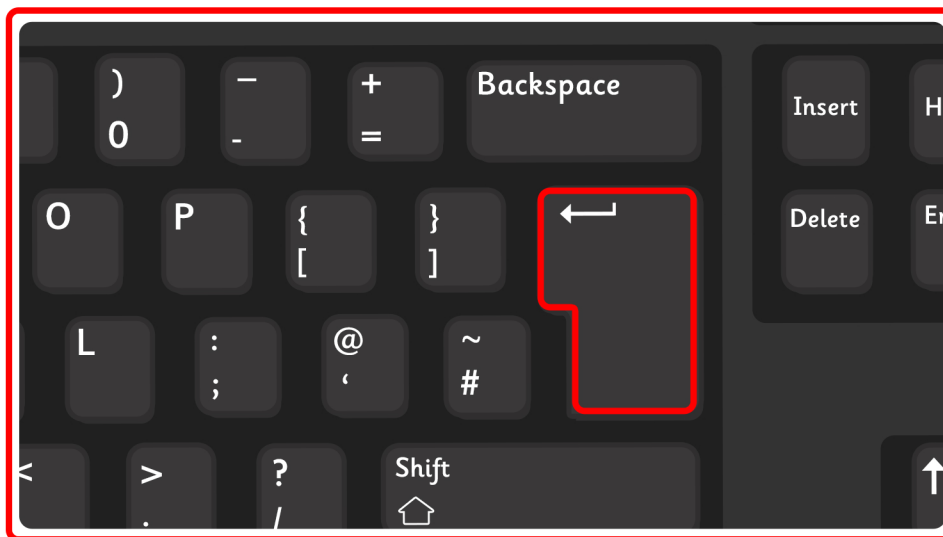 ) _ + Backspace
0 - = Insert H
O P { } Delete En
[ ]
L : @ ~
; ‘ #
< > ? Shift
. /